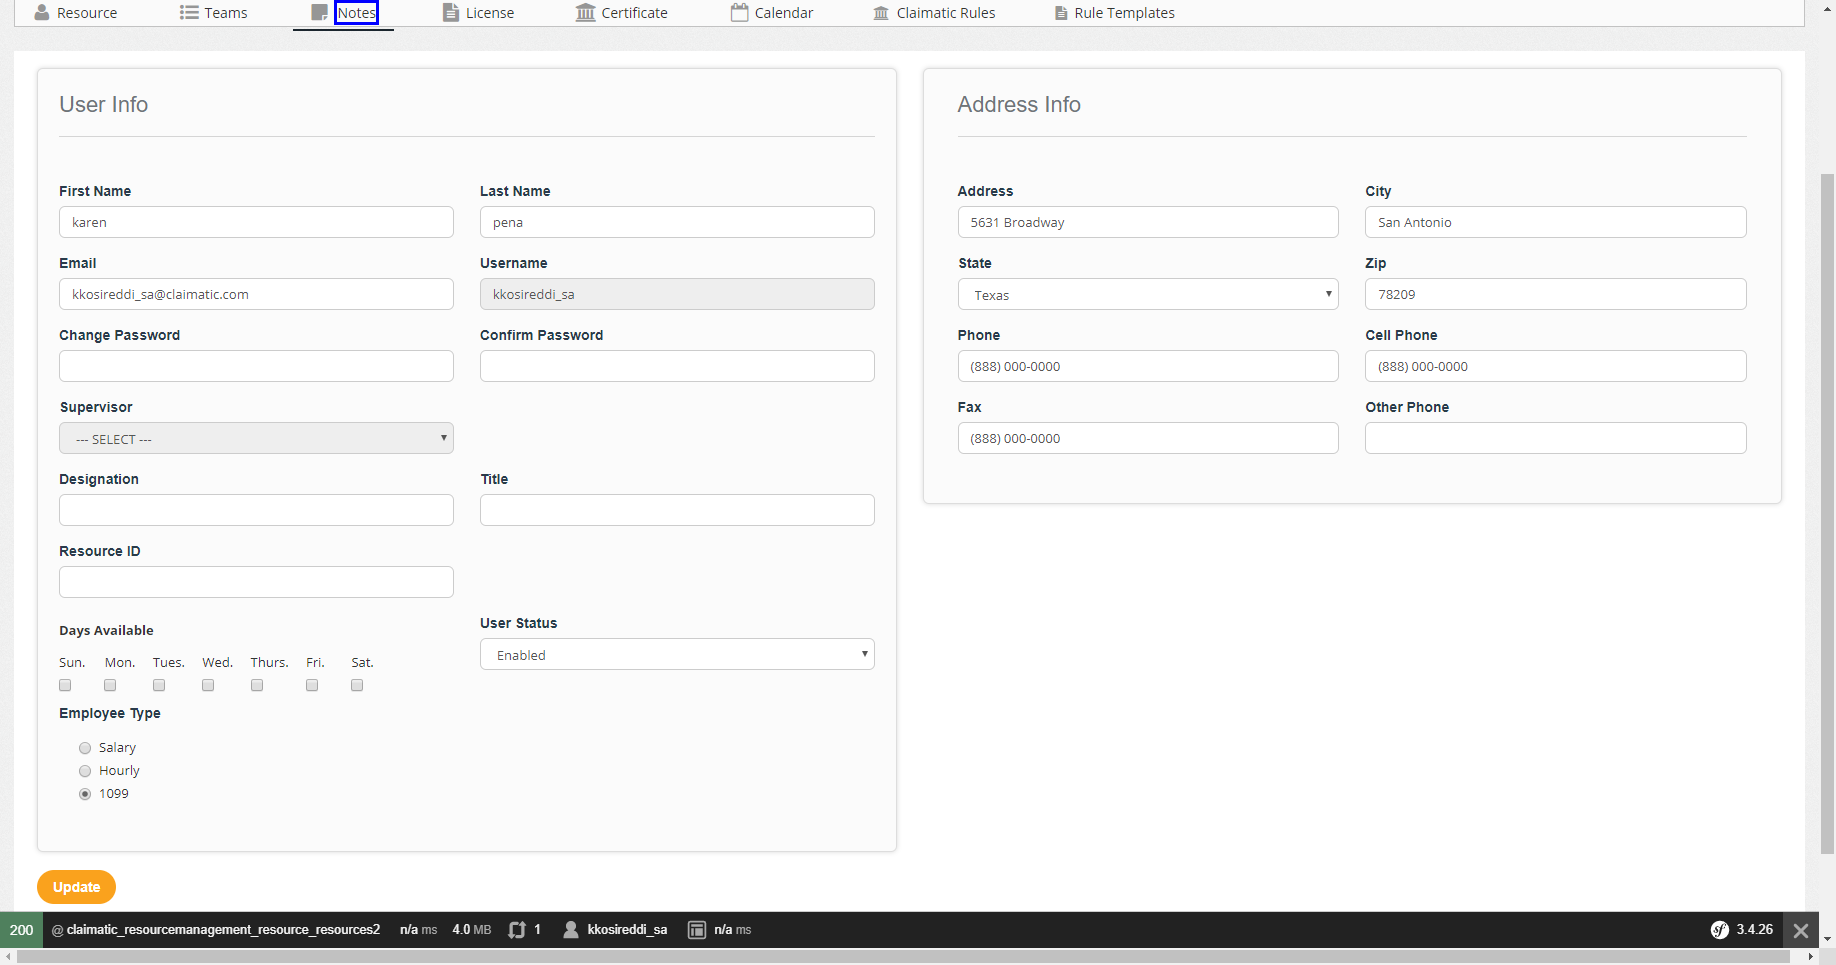 Resource Teams Notes License Certificate Calendar Claimatic Rules Rule Templates
User Info
First Name Last Name
karen pena
Email Username
kkosireddi_sa@claimatic.com kkosireddi_sa
Change Password Confirm Password
Supervisor
--- SELECT ---
Designation Title
Resource ID
Days Available User Status
Enabled
Sun. Mon. Tues. Wed. Thurs. Fri. Sat.
Employee Type
Salary
Hourly
1099
Address Info
Address City
5631 Broadway San Antonio
State Zip
Texas 78209
Phone Cell Phone
(888) 000-0000 (888) 000-0000
Fax Other Phone
(888) 000-0000
Update
200 @ claimatic_resourcemanagement_resource_resources2 n/a ms 4.0 MB 1 kkosireddi_sa n/a ms sf 3.4.26